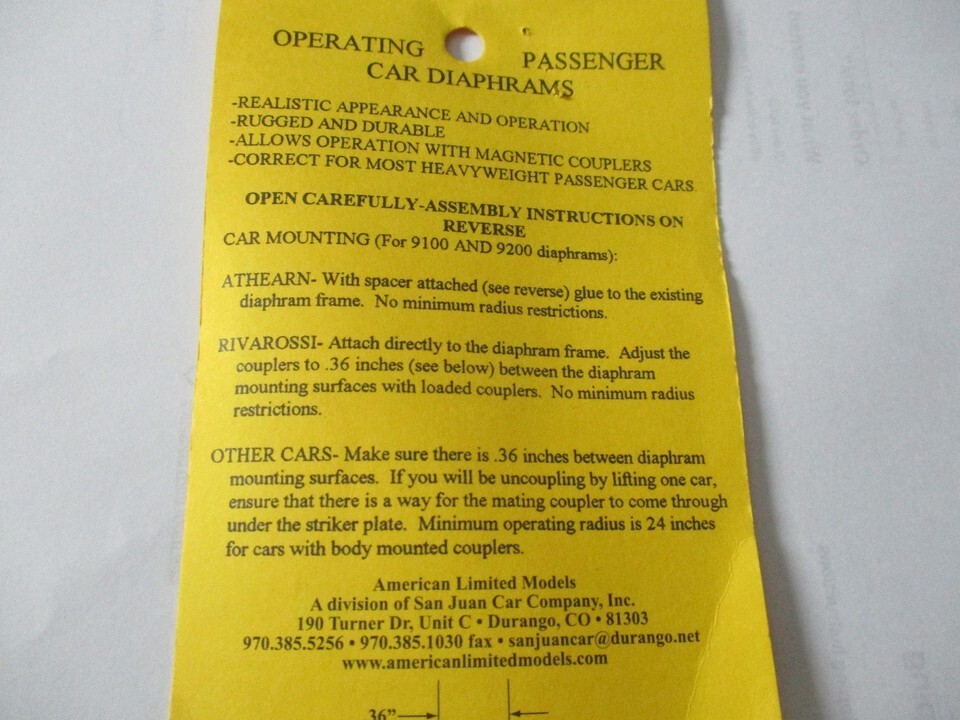 OPERATING PASSENGER
CAR DIAPHRAMS
-REALISTIC APPEARANCE AND OPERATION
-RUGGED AND DURABLE
-ALLOWS OPERATION WITH MAGNETIC COUPLERS
-CORRECT FOR MOST HEAVYWEIGHT PASSENGER CARS
OPEN CAREFULLY-ASSEMBLY INSTRUCTIONS ON
REVERSE
CAR MOUNTING (For 9100 AND 9200 diaphrams):
ATHEARN- With spacer attached (see reverse) glue to the existing
diaphram frame. No minimum radius restrictions.
RIVAROSSI- Attach directly to the diaphram frame. Adjust the
couplers to .36 inches (see below) between the diaphram
mounting surfaces with loaded couplers. No minimum radius
restrictions.
OTHER CARS- Make sure there is .36 inches between diaphram
mounting surfaces. If you will be uncoupling by lifting one car,
ensure that there is a way for the mating coupler to come through
under the striker plate. Minimum operating radius is 24 inches
for cars with body mounted couplers.
American Limited Models
A division of San Juan Car Company, Inc.
190 Turner Dr, Unit C • Durango, CO • 81303
970.385.5256 • 970.385.1030 fax • sanjuancar@durango.net
www.americanlimitedmodels.com
.36"